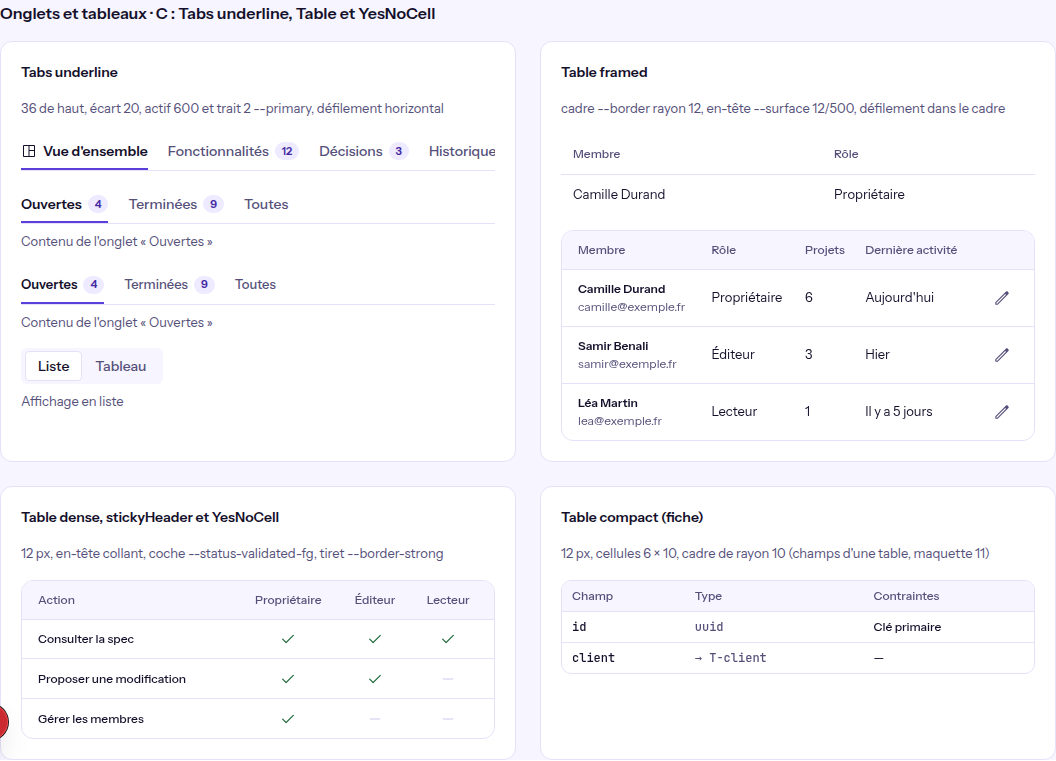 Onglets et tableaux · C : Tabs underline, Table et YesNoCell
Tabs underline
36 de haut, écart 20, actif 600 et trait 2 --primary, défilement horizontal
Vue d'ensemble Fonctionnalités 12 Décisions 3 Historique
Ouvertes 4 Terminées 9 Toutes
Contenu de l'onglet « Ouvertes »
Ouvertes 4 Terminées 9 Toutes
Contenu de l'onglet « Ouvertes »
Liste Tableau
Affichage en liste
Table framed
cadre --border rayon 12, en-tête --surface 12/500, défilement dans le cadre
Membre Rôle
Camille Durand Propriétaire
Membre Rôle Projets Dernière activité
Camille Durand
camille@exemple.fr
Propriétaire 6 Aujourd'hui
Samir Benali
samir@exemple.fr
Éditeur 3 Hier
Léa Martin
lea@exemple.fr
Lecteur 1 Il y a 5 jours
Table dense, stickyHeader et YesNoCell
12 px, en-tête collant, coche --status-validated-fg, tiret --border-strong
Action Propriétaire Éditeur Lecteur
Consulter la spec
Proposer une modification —
Gérer les membres — —
Table compact (fiche)
12 px, cellules 6 × 10, cadre de rayon 10 (champs d'une table, maquette 11)
Champ Type Contraintes
id uuid Clé primaire
client → T-client —